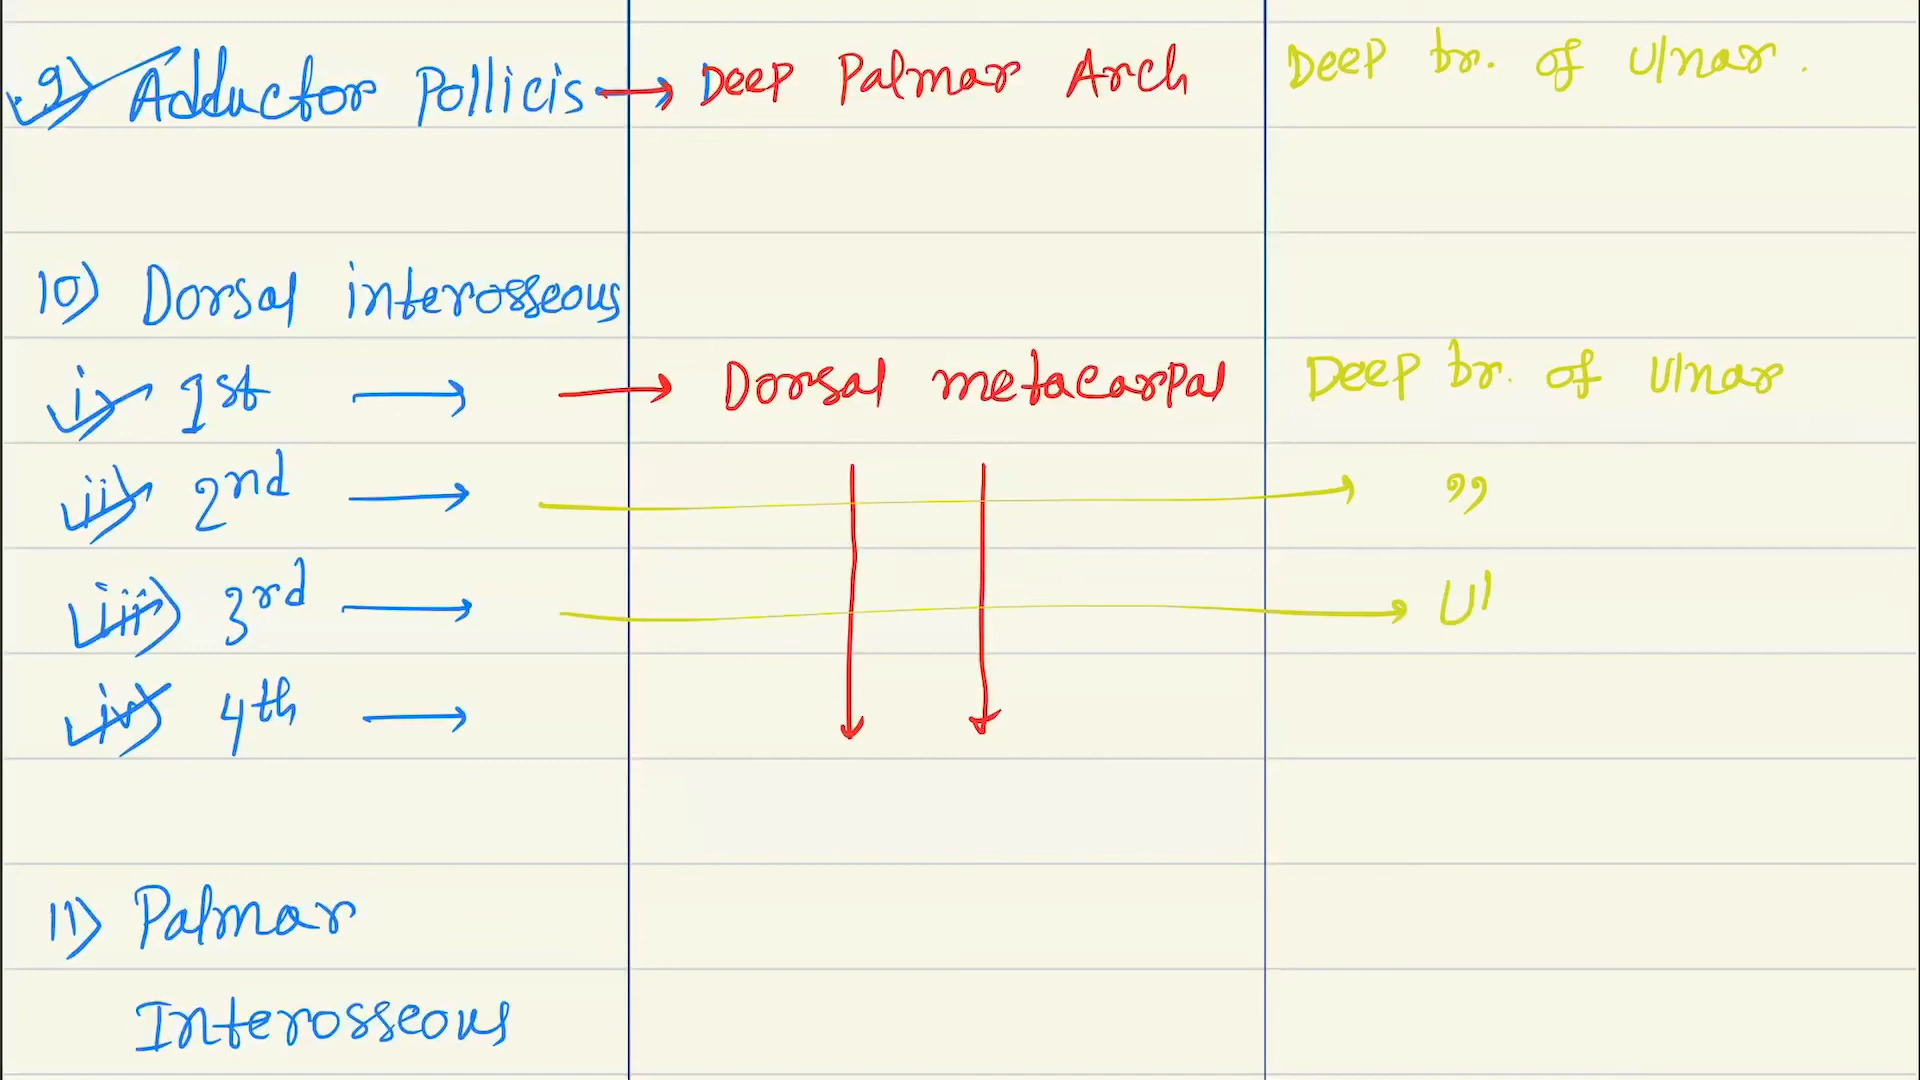 9) Adductor Pollicis → Deep Palmar Arch Deep br. of Ulnar.
10) Dorsal interosseous
i) 1st → → Dorsal metacarpal Deep br. of Ulnar
ii) 2nd → → ,,
iii) 3rd → →
iv) 4th →
11) Palmar
Interosseous